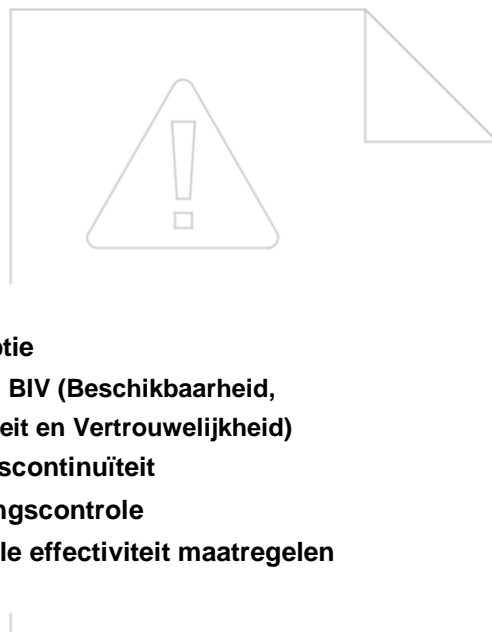 ptie
BIV (Beschikbaarheid,
eit en Vertrouwelijkheid)
scontinuïteit
ngscontrole
le effectiviteit maatregelen